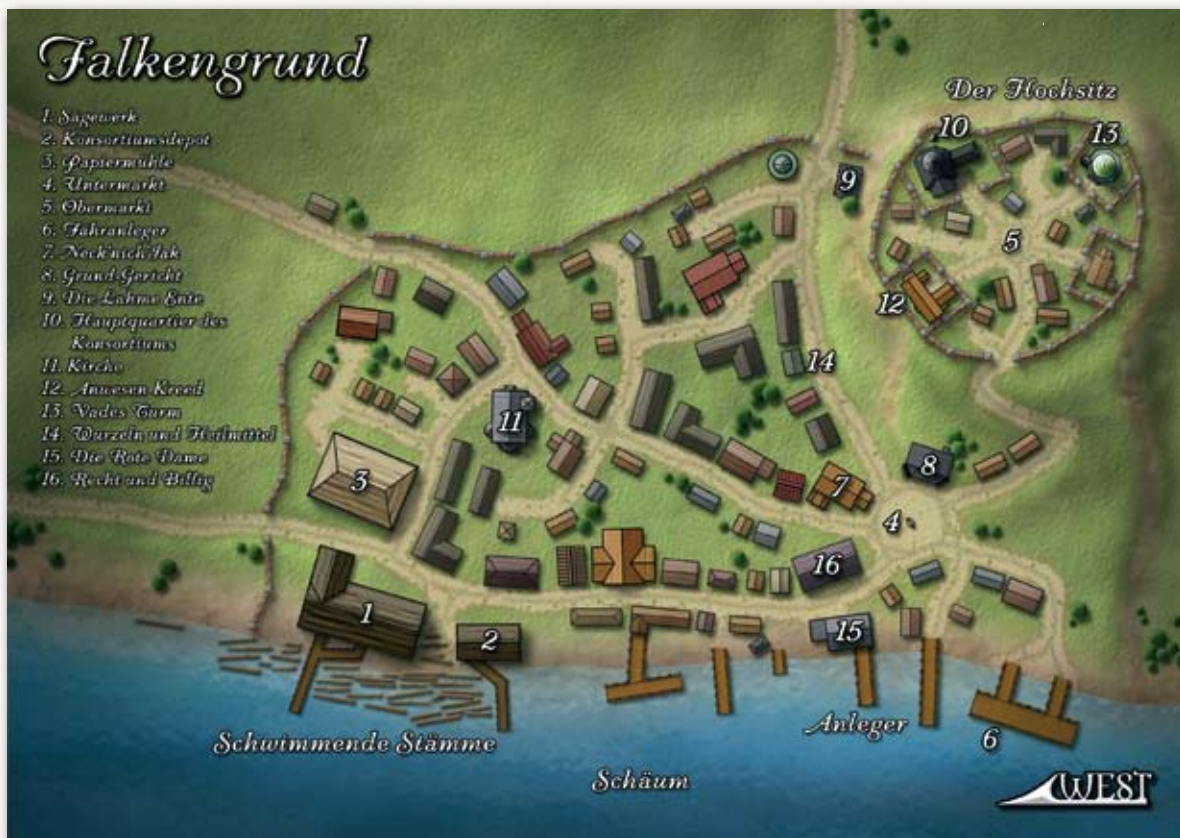 Falkengrund
1. Sägewerk
2. Konsortiumsdepot
3. Papiermühle
4. Untermarkt
5. Obermarkt
6. Fähranleger
7. Neck'nich'Jak
8. Grund-Gericht
9. Die Lahme Ente
10. Hauptquartier des
Konsortiums
11. Kirche
12. Anwesen Kreed
13. Vades Turm
14. Wurzeln und Heilmittel
15. Die Rote Dame
16. Recht und Billig
Der Hochsitz
10
13
9
5
12
14
11
8
3
7
4
16
1
2
15
6
Anleger
Schwimmende Stämme
Schäum
WEST